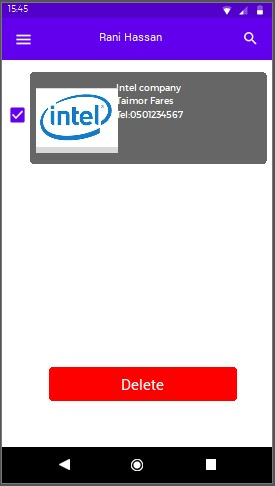 15:45
Rani Hassan
Intel company
Taimor Fares
Tel:0501234567
intel
Delete